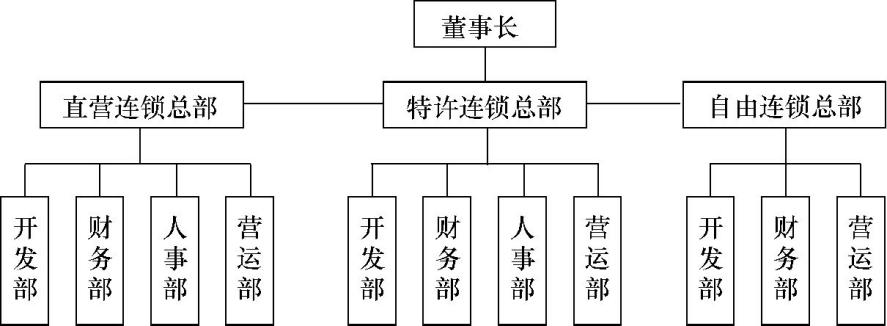 董事长
直营连锁总部
特许连锁总部
自由连锁总部
开发部
财务部
人事部
营运部
开发部
财务部
人事部
营运部
开发部
财务部
营运部